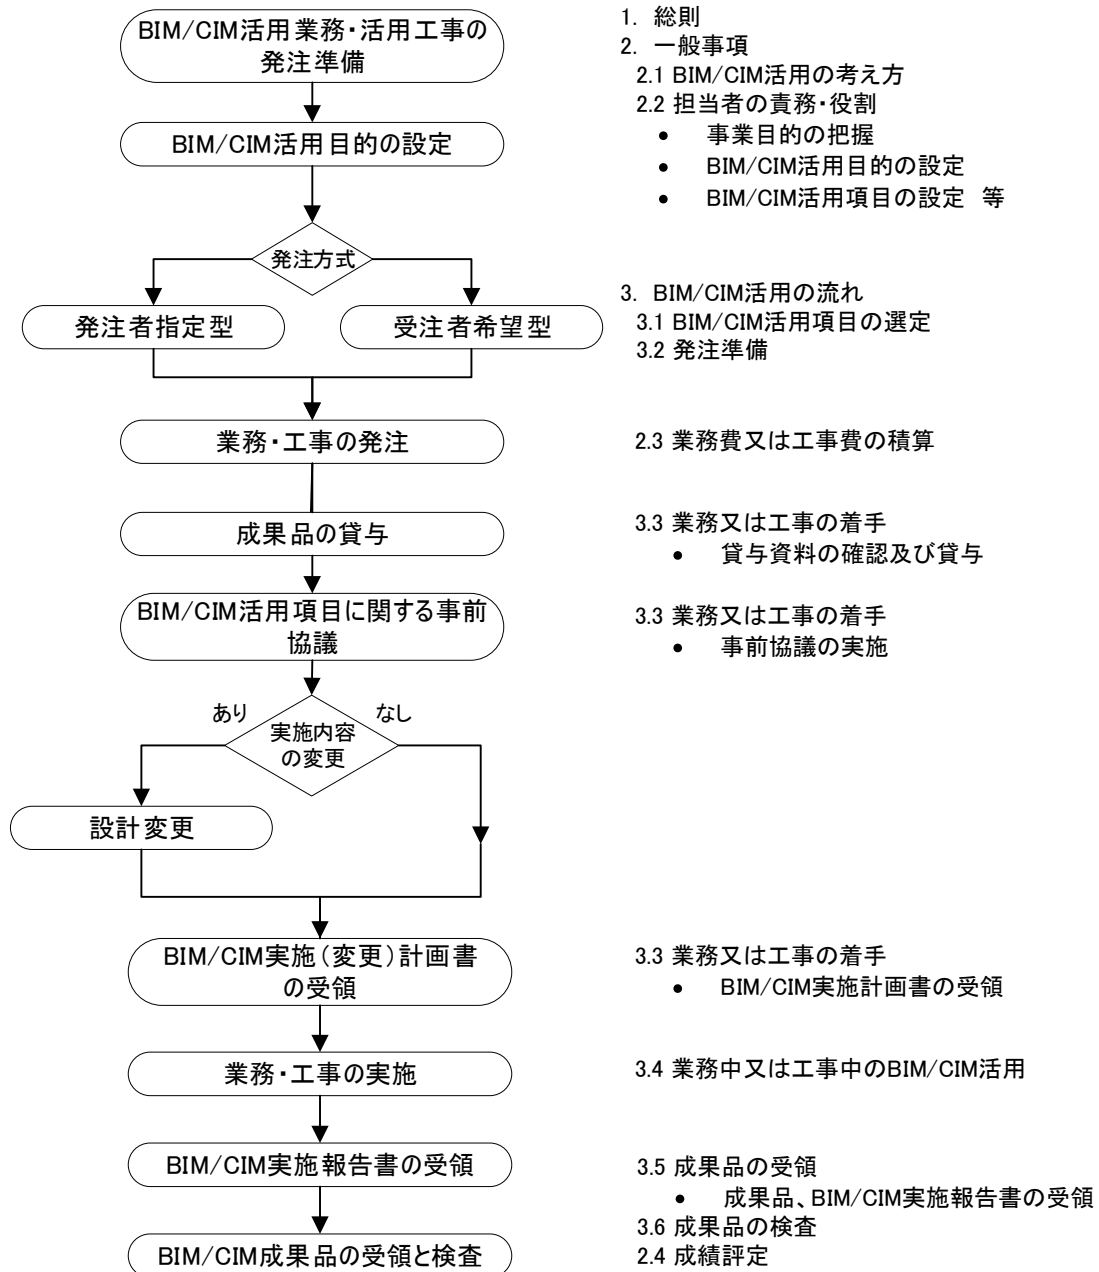 BIM/CIM活用業務・活用工事の
発注準備
BIM/CIM活用目的の設定
発注方式
発注者指定型
受注者希望型
業務・工事の発注
成果品の貸与
BIM/CIM活用項目に関する事前
協議
あり
なし
実施内容
の変更
設計変更
BIM/CIM実施（変更）計画書
の受領
業務・工事の実施
BIM/CIM実施報告書の受領
BIM/CIM成果品の受領と検査
1. 総則
2. 一般事項
2.1 BIM/CIM活用の考え方
2.2 担当者の責務・役割
• 事業目的の把握
• BIM/CIM活用目的の設定
• BIM/CIM活用項目の設定　等
3. BIM/CIM活用の流れ
3.1 BIM/CIM活用項目の選定
3.2 発注準備
2.3 業務費又は工事費の積算
3.3 業務又は工事の着手
• 貸与資料の確認及び貸与
3.3 業務又は工事の着手
• 事前協議の実施
3.3 業務又は工事の着手
• BIM/CIM実施計画書の受領
3.4 業務中又は工事中のBIM/CIM活用
3.5 成果品の受領
• 成果品、BIM/CIM実施報告書の受領
3.6 成果品の検査
2.4 成績評定